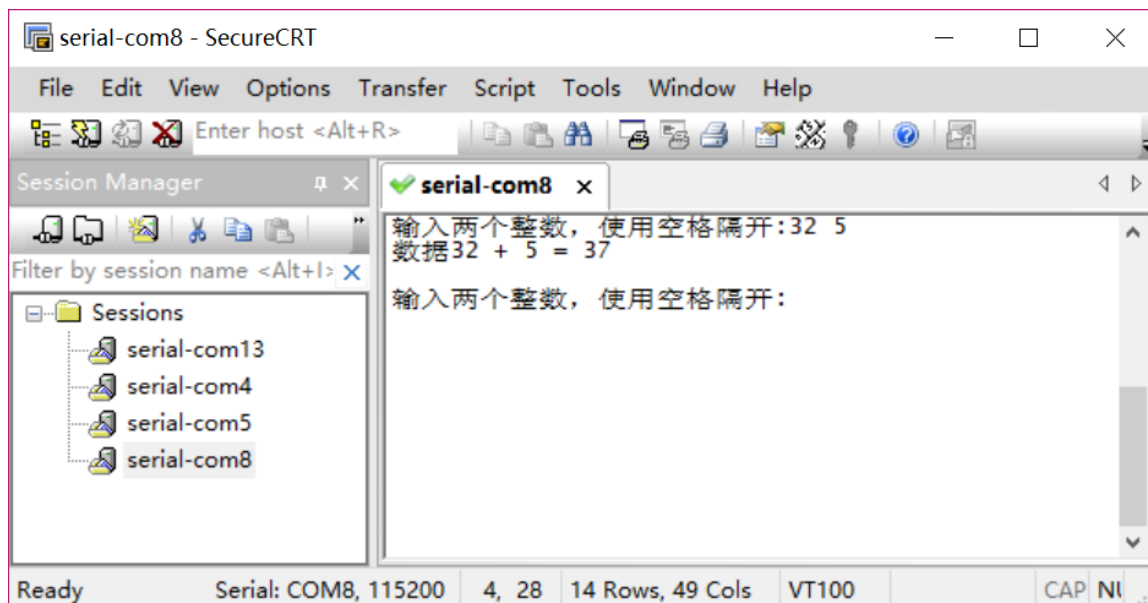 serial-com8 - SecureCRT
File Edit View Options Transfer Script Tools Window Help
Enter host <Alt+R>
Session Manager
Filter by session name <Alt+I>
Sessions
serial-com13
serial-com4
serial-com5
serial-com8
serial-com8
输入两个整数，使用空格隔开:32 5
数据32 + 5 = 37
输入两个整数，使用空格隔开:
Ready Serial: COM8, 115200 4, 28 14 Rows, 49 Cols VT100 CAP